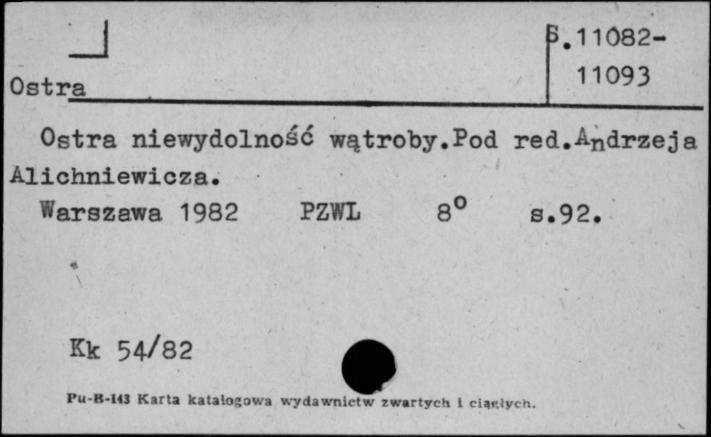 B.11082-
11093
Ostra
Ostra niewydolność wątroby.Pod red.Andrzeja
Alichniewicza.
Warszawa 1982 PZWL 8° s.92.
Kk 54/82
Pu-B-143 Karta katalogowa wydawnictw zwartych i ciągłych.